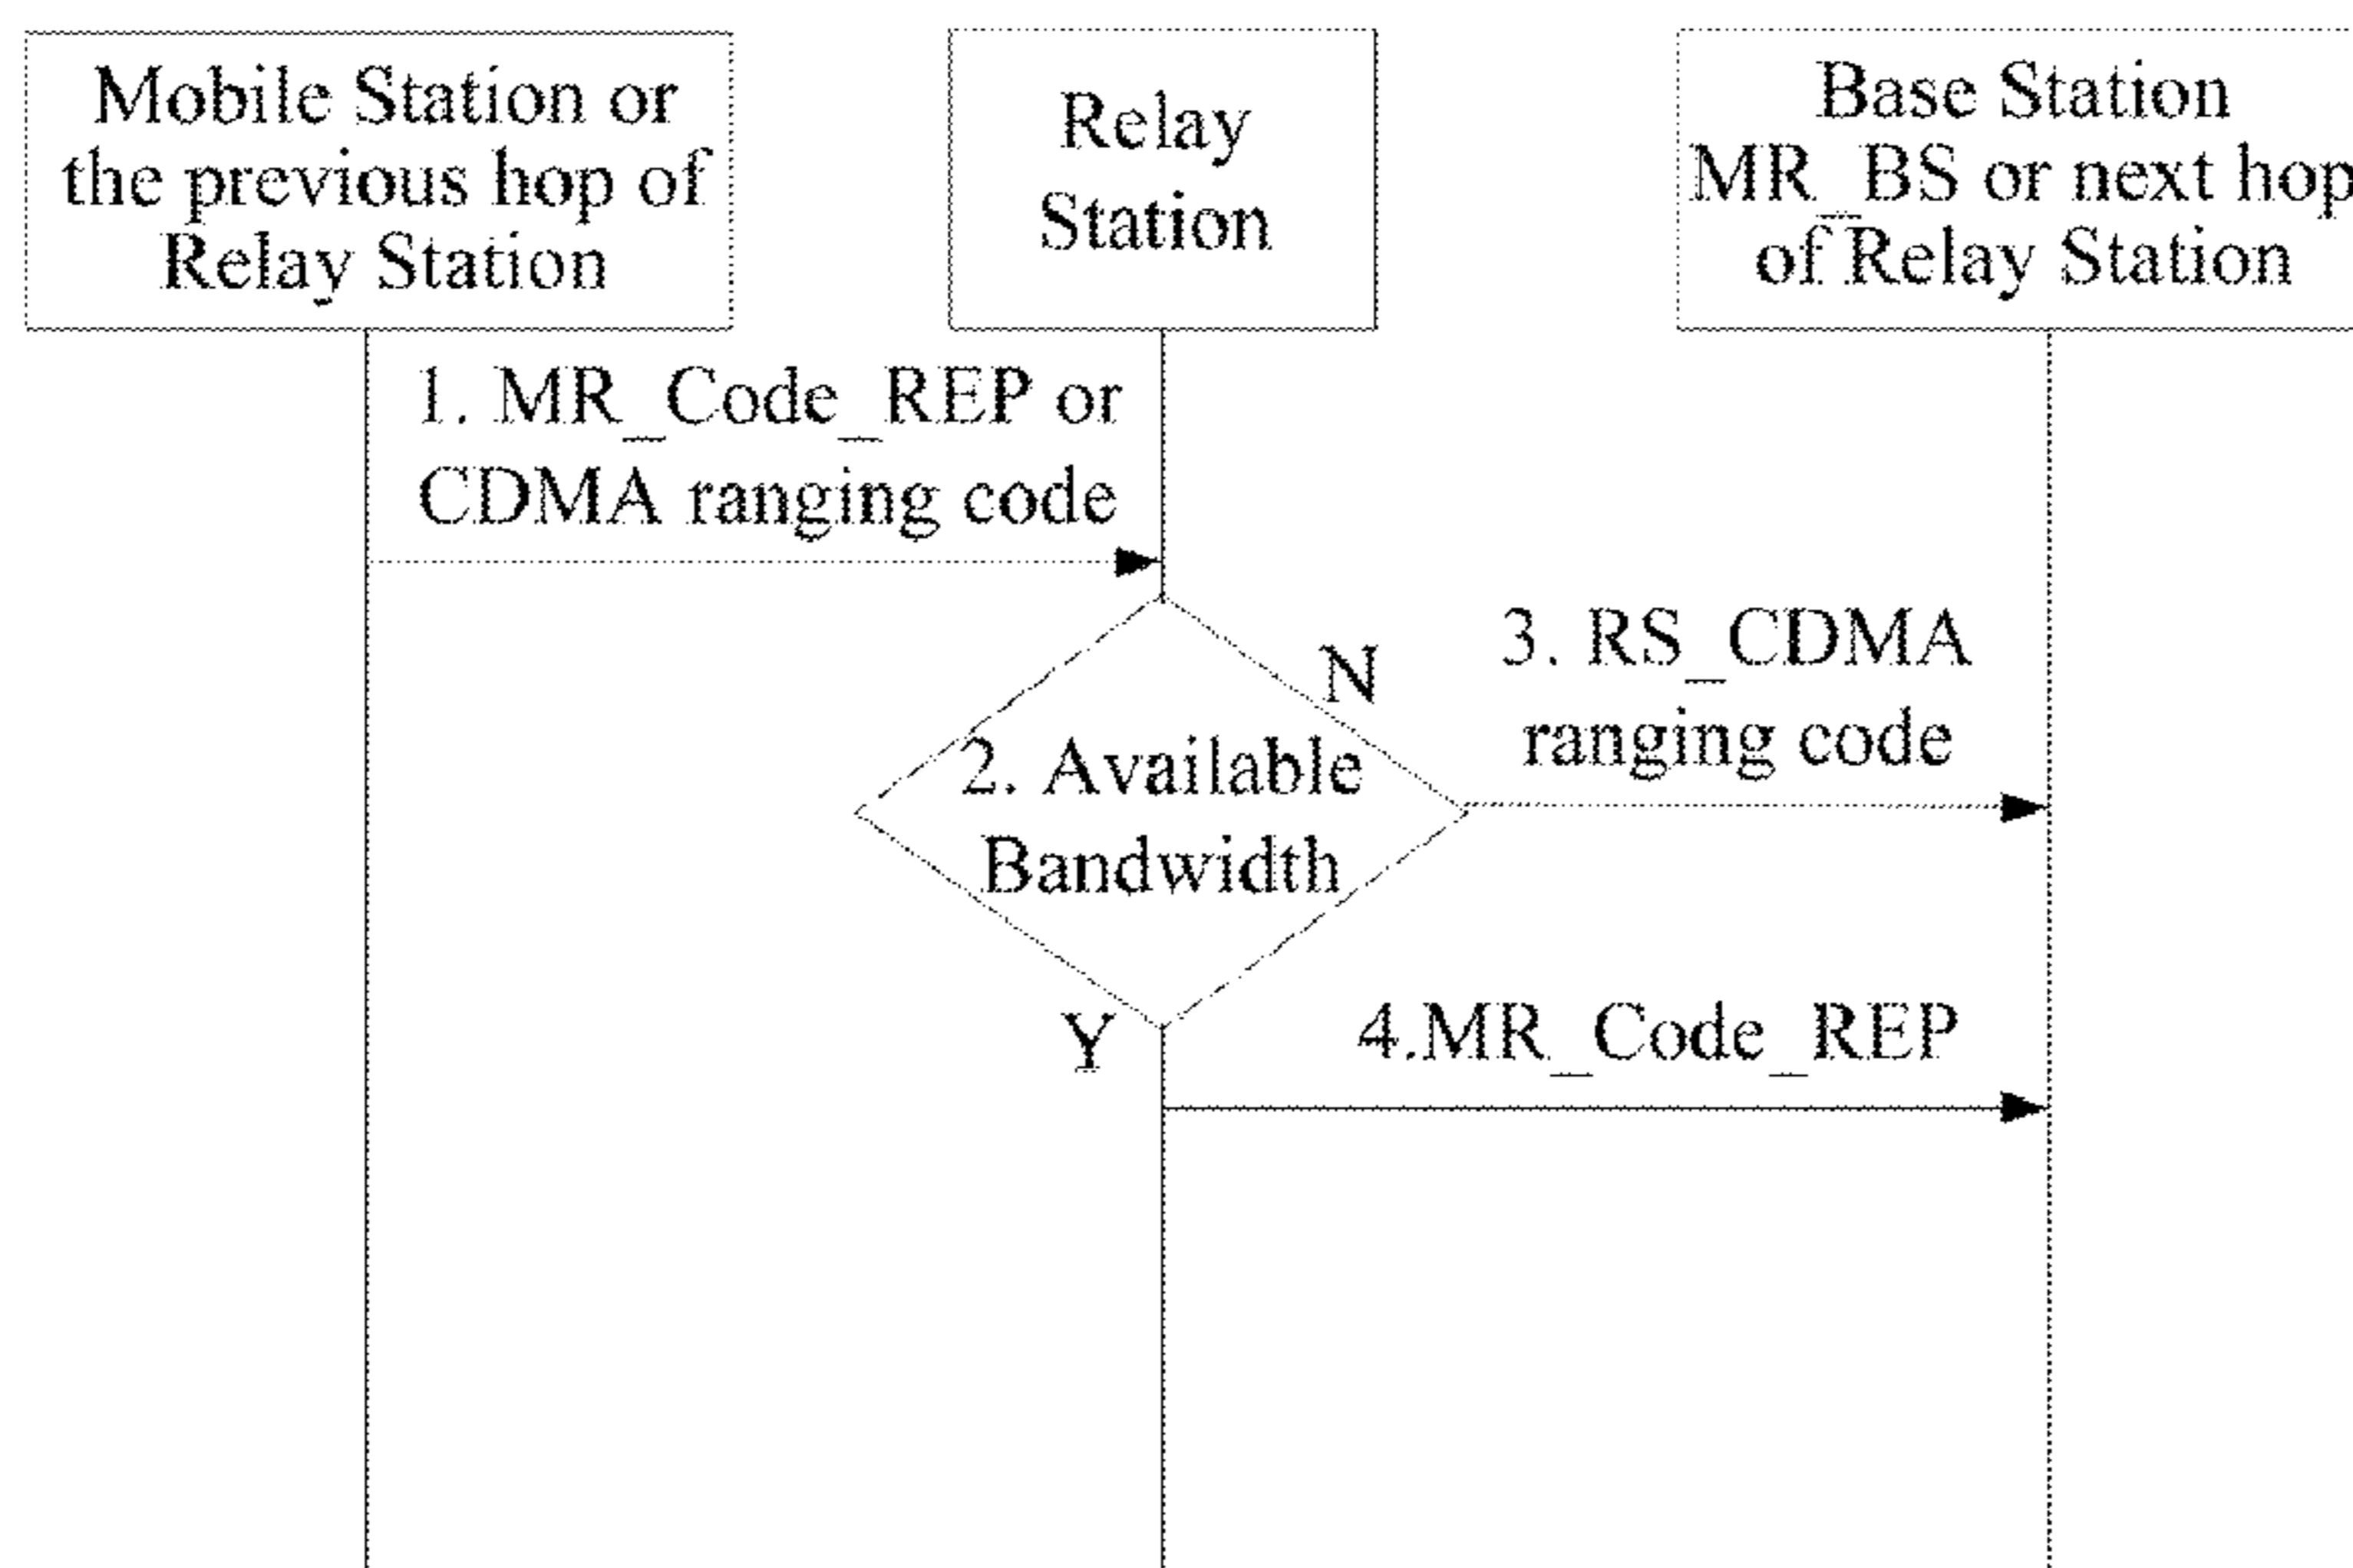 Mobile Station or
the previous hop of
Relay Station
Relay
Station
Base Station
MR_BS or next hop
of Relay Station
1. MR_Code_REP or
CDMA ranging code
N
3. RS_CDMA
ranging code
2. Available
Bandwidth
Y
4.MR_Code_REP